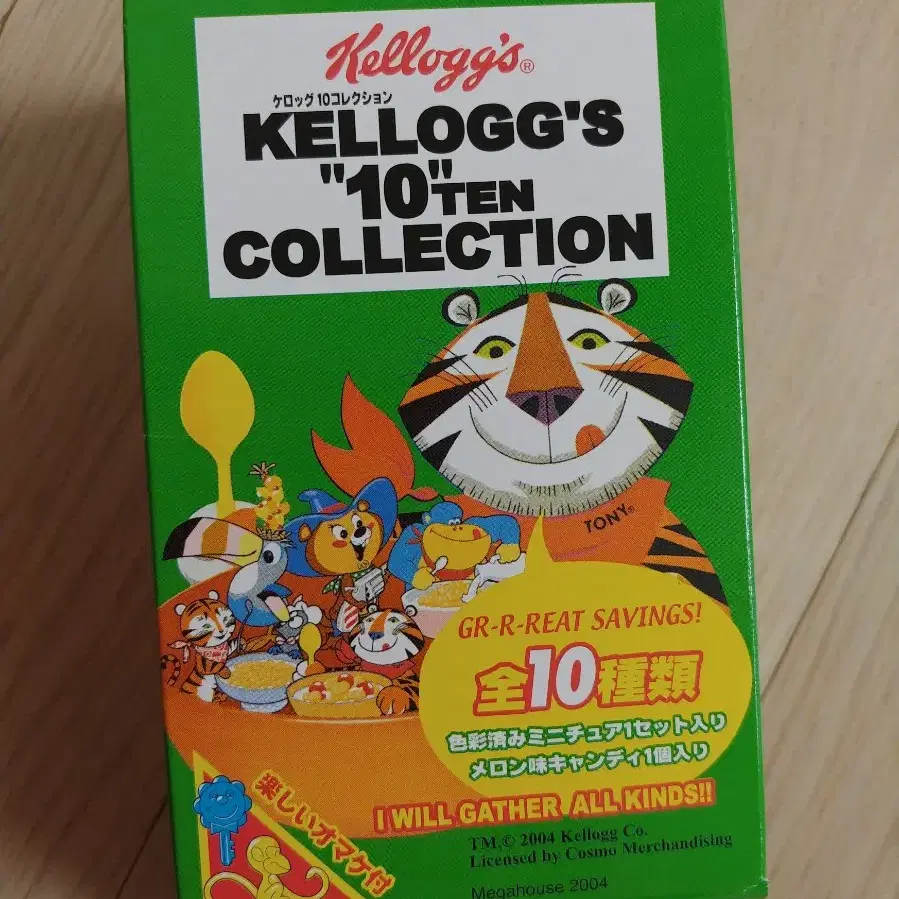 Kellogg's®
ケロッグ10コレクション
KELLOGG'S
"10"TEN
COLLECTION
TONY®
GR-R-REAT SAVINGS!
全10種類
色彩済みミニチュア1セット入り
メロン味キャンディ1個入り
I WILL GATHER ALL KINDS!!
楽しいオマケ付
TM,© 2004 Kellogg Co.
Licensed by Cosmo Merchandising
Megahouse 2004